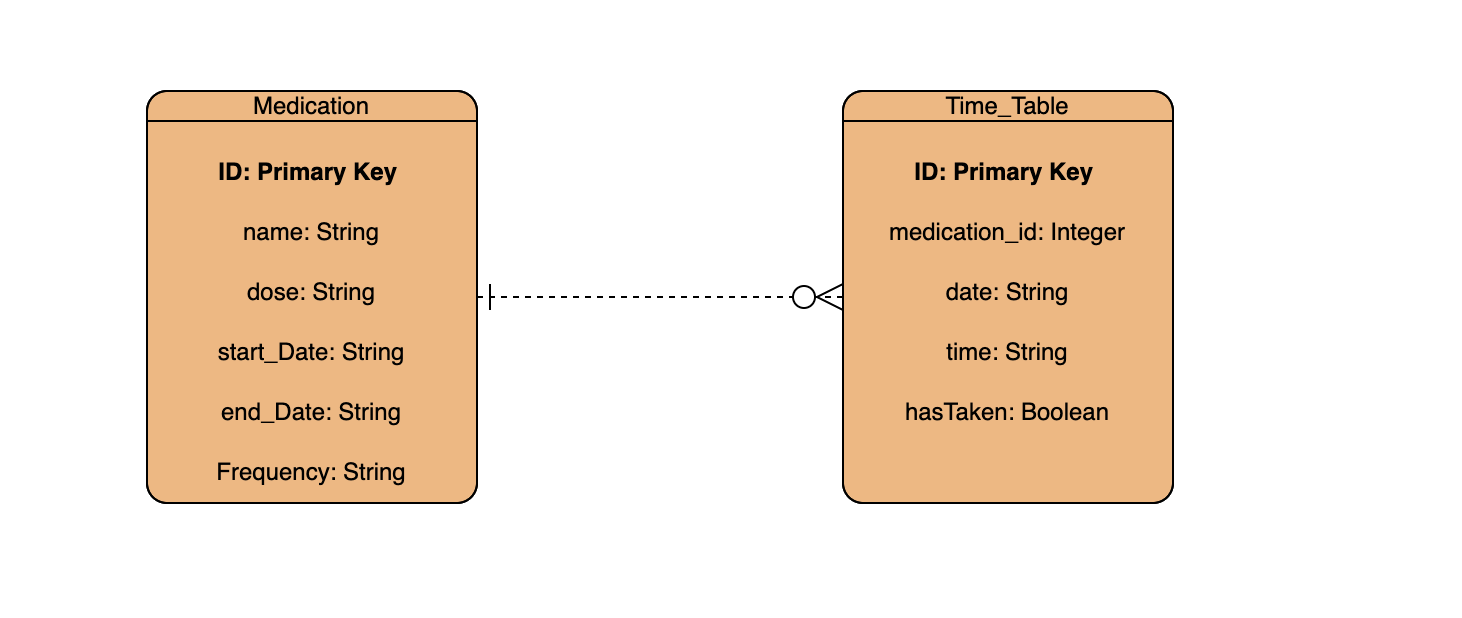 Medication
ID: Primary Key
name: String
dose: String
start_Date: String
end_Date: String
Frequency: String
Time_Table
ID: Primary Key
medication_id: Integer
date: String
time: String
hasTaken: Boolean